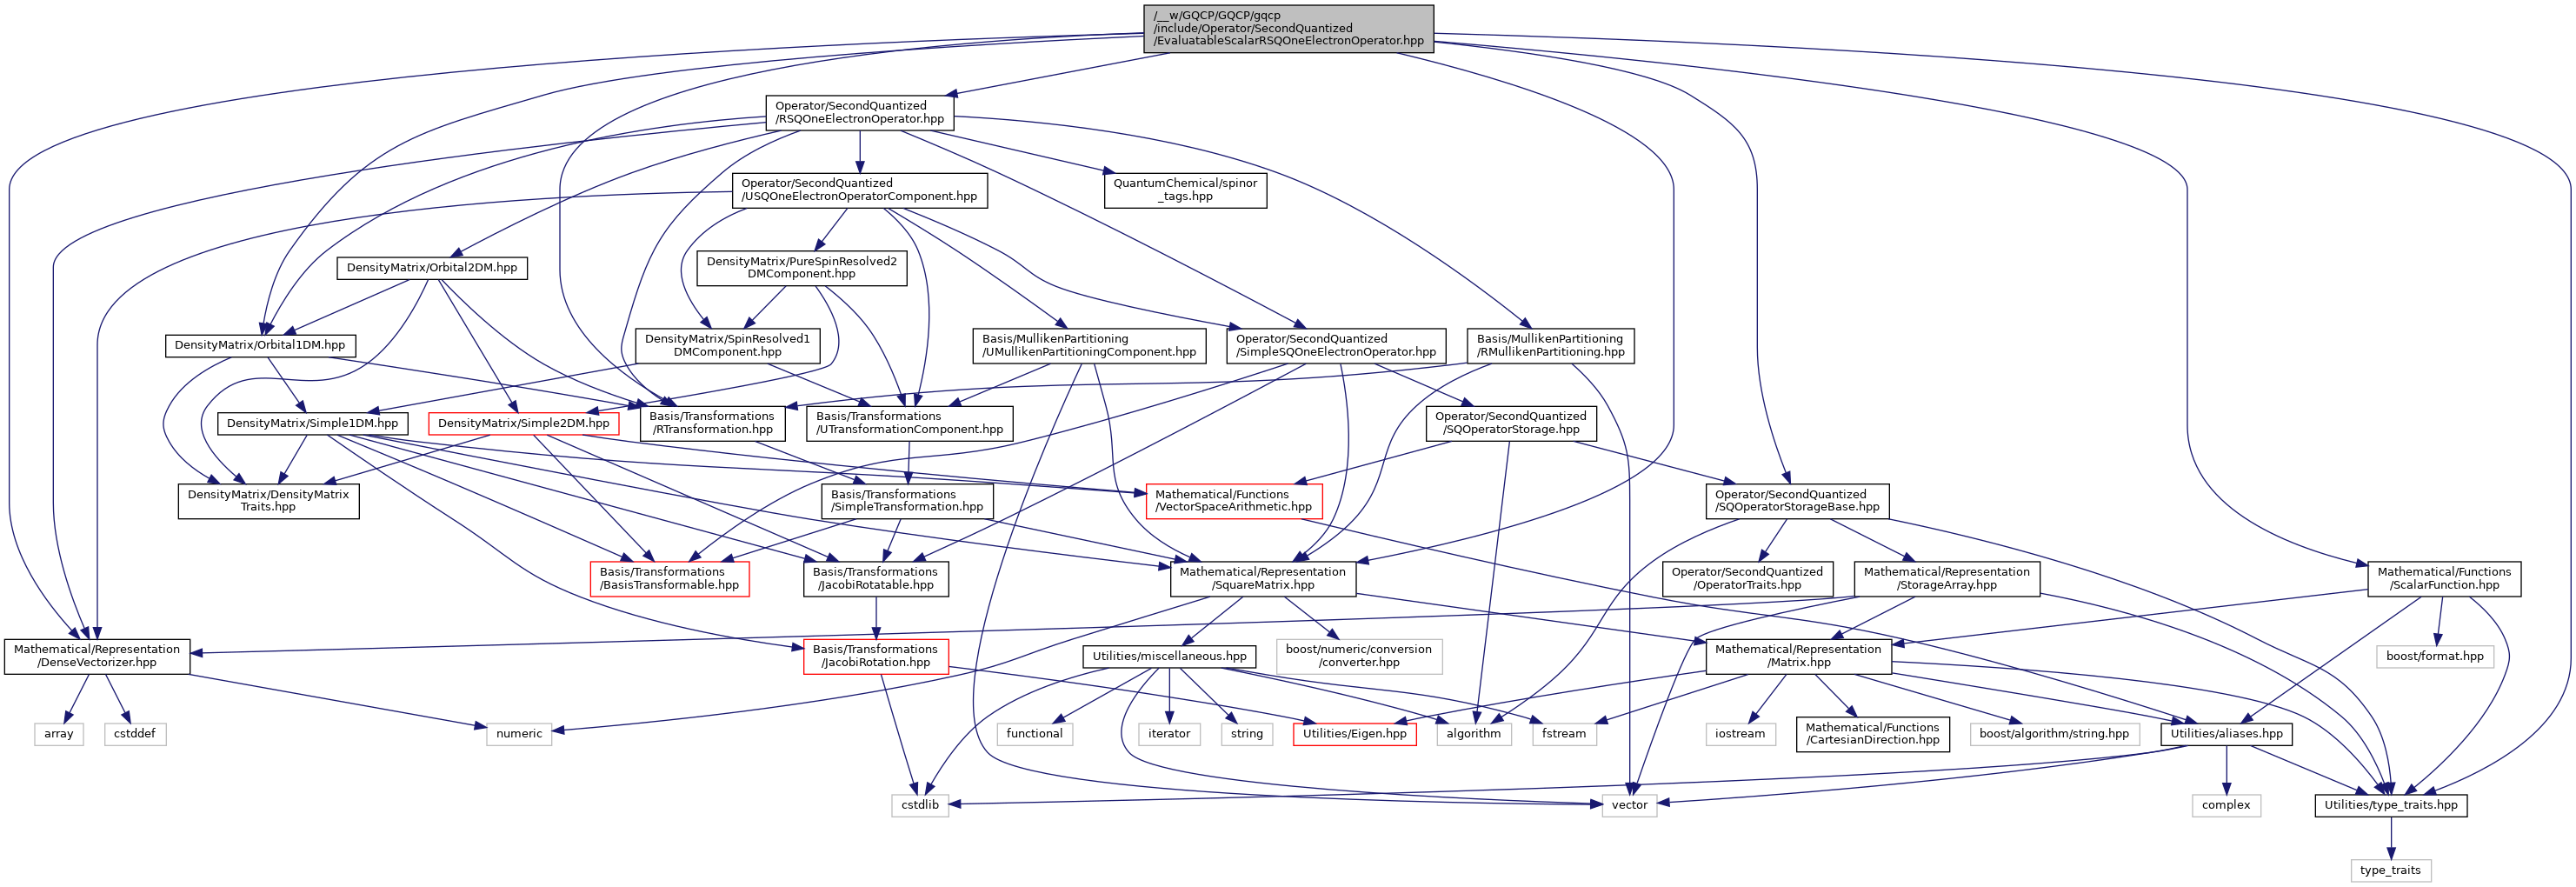 /__w/GQCP/GQCP/gqcp
/include/Operator/SecondQuantized
/EvaluatableScalarRSQOneElectronOperator.hpp
Operator/SecondQuantized
/RSQOneElectronOperator.hpp
Operator/SecondQuantized
/USQOneElectronOperatorComponent.hpp
QuantumChemical/spinor
_tags.hpp
DensityMatrix/Orbital2DM.hpp
DensityMatrix/PureSpinResolved2
DMComponent.hpp
DensityMatrix/Orbital1DM.hpp
DensityMatrix/SpinResolved1
DMComponent.hpp
Basis/MullikenPartitioning
/UMullikenPartitioningComponent.hpp
Operator/SecondQuantized
/SimpleSQOneElectronOperator.hpp
Basis/MullikenPartitioning
/RMullikenPartitioning.hpp
DensityMatrix/Simple1DM.hpp
DensityMatrix/Simple2DM.hpp
Basis/Transformations
/RTransformation.hpp
Basis/Transformations
/UTransformationComponent.hpp
Operator/SecondQuantized
/SQOperatorStorage.hpp
DensityMatrix/DensityMatrix
Traits.hpp
Basis/Transformations
/SimpleTransformation.hpp
Mathematical/Functions
/VectorSpaceArithmetic.hpp
Operator/SecondQuantized
/SQOperatorStorageBase.hpp
Basis/Transformations
/BasisTransformable.hpp
Basis/Transformations
/JacobiRotatable.hpp
Mathematical/Representation
/SquareMatrix.hpp
Operator/SecondQuantized
/OperatorTraits.hpp
Mathematical/Representation
/StorageArray.hpp
Mathematical/Functions
/ScalarFunction.hpp
Mathematical/Representation
/DenseVectorizer.hpp
Basis/Transformations
/JacobiRotation.hpp
Utilities/miscellaneous.hpp
boost/numeric/conversion
/converter.hpp
Mathematical/Representation
/Matrix.hpp
boost/format.hpp
array
cstddef
numeric
functional
iterator
string
Utilities/Eigen.hpp
algorithm
fstream
iostream
Mathematical/Functions
/CartesianDirection.hpp
boost/algorithm/string.hpp
Utilities/aliases.hpp
cstdlib
vector
complex
Utilities/type_traits.hpp
type_traits